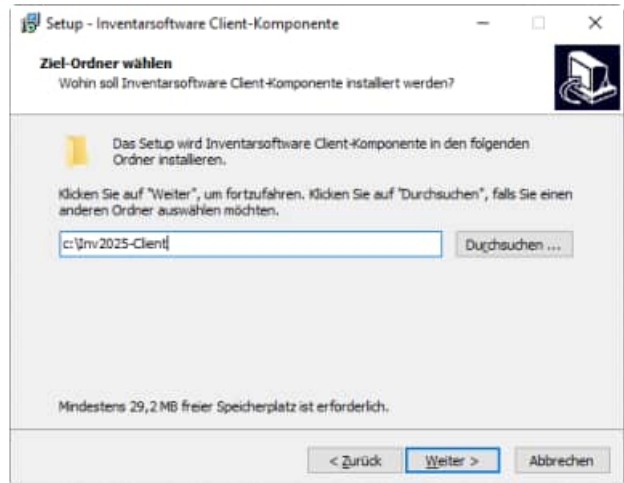 Setup - Inventarsoftware Client-Komponente
Ziel-Ordner wählen
Wohin soll Inventarsoftware Client-Komponente installiert werden?
Das Setup wird Inventarsoftware Client-Komponente in den folgenden
Ordner installieren.
Klicken Sie auf "Weiter", um fortzufahren. Klicken Sie auf "Durchsuchen", falls Sie einen
anderen Ordner auswählen möchten.
c:\Inv2025-Client
Durchsuchen ...
Mindestens 29,2 MB freier Speicherplatz ist erforderlich.
< Zurück
Weiter >
Abbrechen